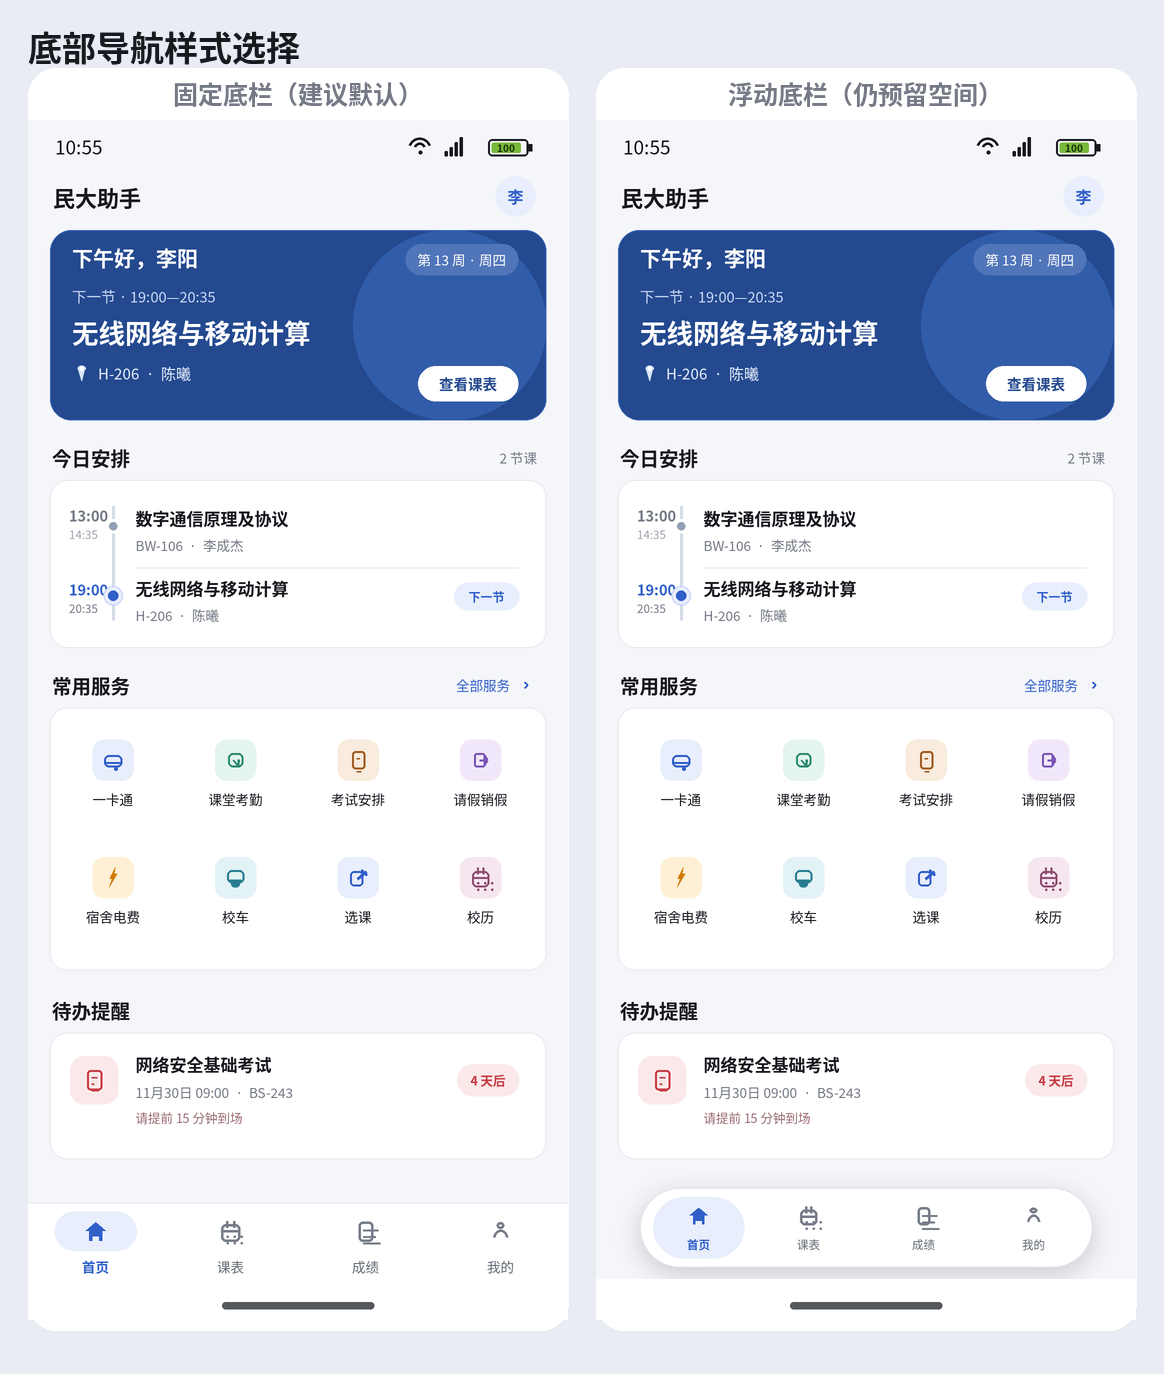 底部导航样式选择
固定底栏（建议默认）
10:55
100
民大助手
李
下午好，李阳
第 13 周 · 周四
下一节 · 19:00—20:35
无线网络与移动计算
H-206 · 陈曦
查看课表
今日安排
2 节课
13:00
14:35
数字通信原理及协议
BW-106 · 李成杰
19:00
20:35
无线网络与移动计算
H-206 · 陈曦
下一节
常用服务
全部服务 ›
一卡通
课堂考勤
考试安排
请假销假
宿舍电费
校车
选课
校历
待办提醒
网络安全基础考试
11月30日 09:00 · BS-243
请提前 15 分钟到场
4 天后
首页
课表
成绩
我的
浮动底栏（仍预留空间）
10:55
100
民大助手
李
下午好，李阳
第 13 周 · 周四
下一节 · 19:00—20:35
无线网络与移动计算
H-206 · 陈曦
查看课表
今日安排
2 节课
13:00
14:35
数字通信原理及协议
BW-106 · 李成杰
19:00
20:35
无线网络与移动计算
H-206 · 陈曦
下一节
常用服务
全部服务 ›
一卡通
课堂考勤
考试安排
请假销假
宿舍电费
校车
选课
校历
待办提醒
网络安全基础考试
11月30日 09:00 · BS-243
请提前 15 分钟到场
4 天后
首页
课表
成绩
我的